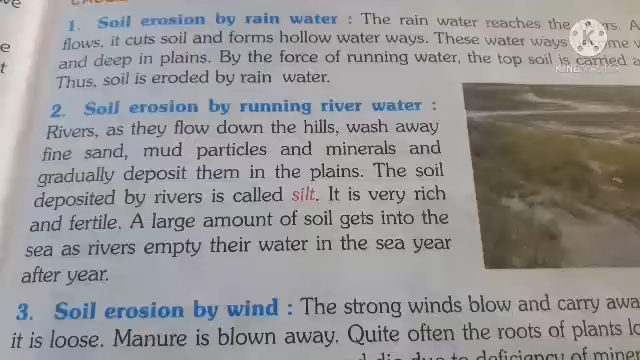 1. Soil erosion by rain water : The rain water reaches the
flows, it cuts soil and forms hollow water ways. These water ways
and deep in plains. By the force of running water, the top soil is carried
Thus, soil is eroded by rain water.
2. Soil erosion by running river water :
Rivers, as they flow down the hills, wash away
fine sand, mud particles and minerals and
gradually deposit them in the plains. The soil
deposited by rivers is called silt. It is very rich
and fertile. A large amount of soil gets into the
sea as rivers empty their water in the sea year
after year.
3. Soil erosion by wind : The strong winds blow and carry
it is loose. Manure is blown away. Quite often the roots of plants
due to deficiency of
KINEMASTER